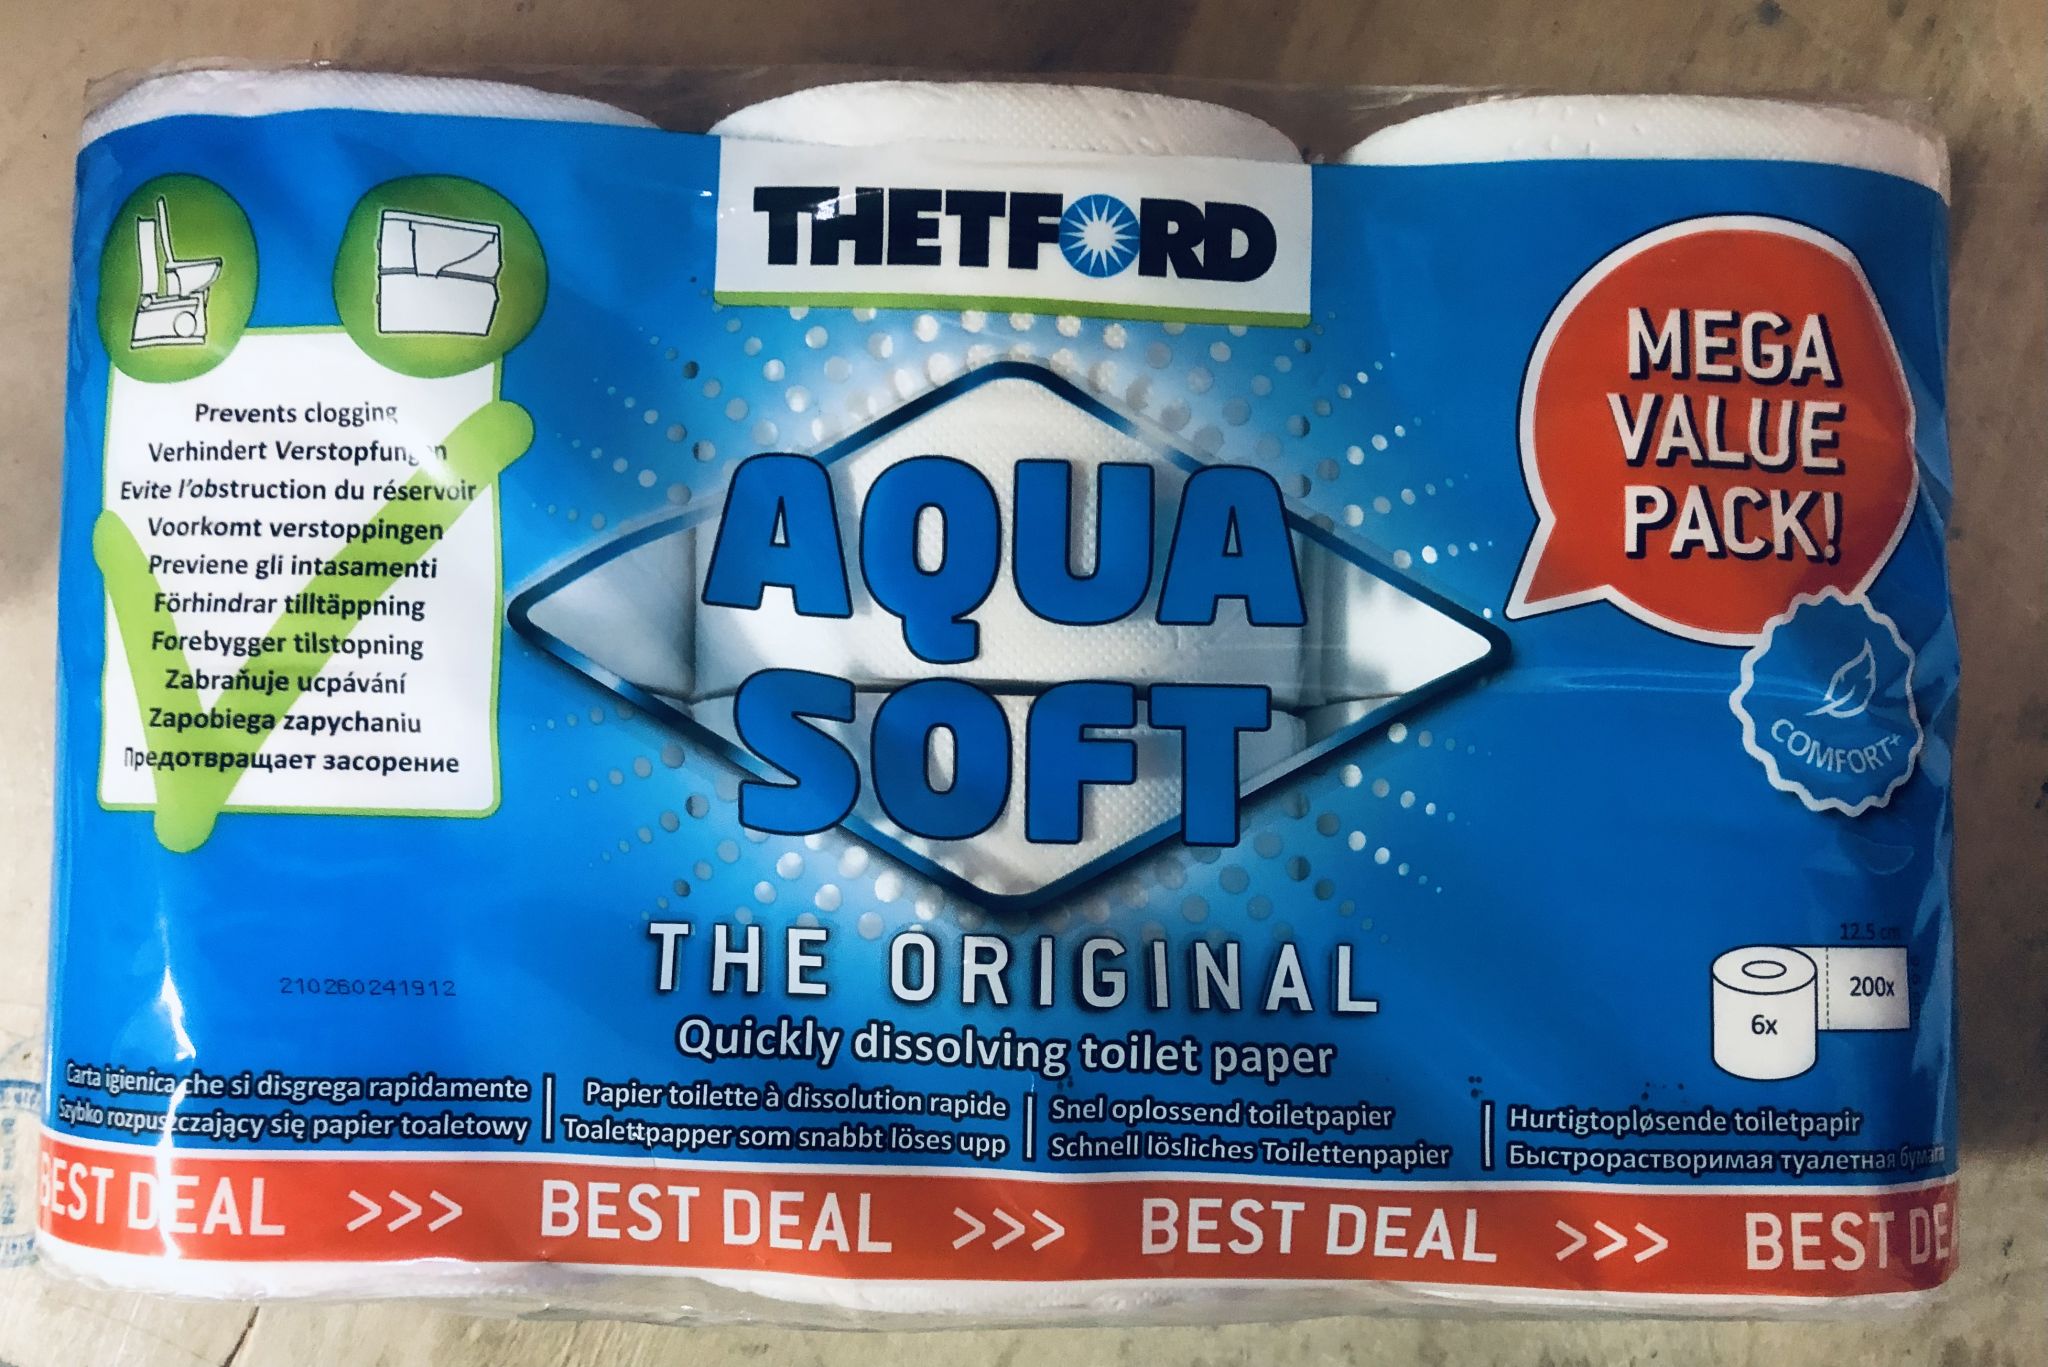 THETFORD
MEGA
VALUE
PACK!
Prevents clogging
Verhindert Verstopfungen
Evite l'obstruction du réservoir
Voorkomt verstoppingen
Previene gli intasamenti
Förhindrar tilltäppning
Forebygger tilstopning
Zabraňuje ucpávání
Zapobiega zapychaniu
Предотвращает засорение
AQUA
SOFT
COMFORT+
THE ORIGINAL
Quickly dissolving toilet paper
12.5 cm
200x
6x
210260241912
Carta igienica che si disgrega rapidamente
Szybko rozpuszczający się papier toaletowy
Papier toilette à dissolution rapide
Toalettpapper som snabbt löses upp
Snel oplossend toiletpapier
Schnell lösliches Toilettenpapier
Hurtigtopløsende toiletpapir
Быстрорастворимая туалетная бумага
BEST DEAL >>> BEST DEAL >>> BEST DEAL >>> BEST DE